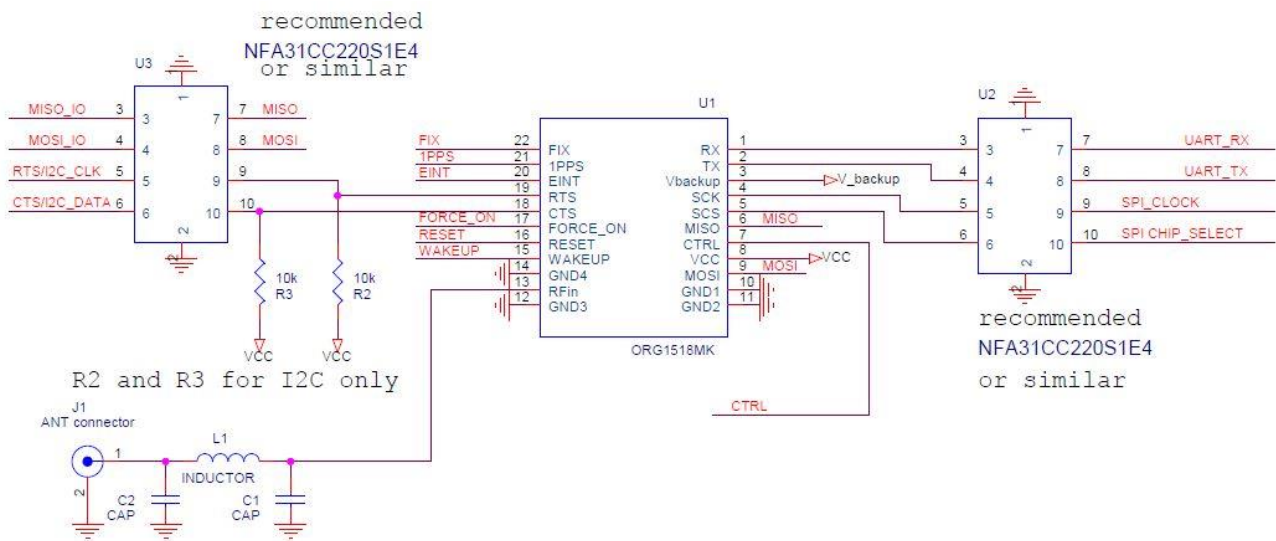 recommended
NFA31CC220S1E4
or similar
U3
1
MISO_IO 3 3 7 7 MISO
MOSI_IO 4 4 8 8 MOSI
RTS/I2C_CLK 5 5 9 9
CTS/I2C_DATA 6 6 10 10
2 2
10k
R3
10k
R2
VCC VCC
R2 and R3 for I2C only
U1
FIX 22 FIX RX 1
1PPS 21 1PPS TX 2
EINT 20 EINT Vbackup 3 V_backup
19 RTS SCK 4
18 CTS SCS 5
FORCE_ON 17 FORCE_ON MISO 6 MISO
RESET 16 RESET CTRL 7
WAKEUP 15 WAKEUP VCC 8 VCC
14 GND4 MOSI 9 MOSI
13 RFin GND1 10
12 GND3 GND2 11
ORG1518MK
CTRL
U2
1 1
3 3 7 7 UART_RX
4 4 8 8 UART_TX
5 5 9 9 SPI_CLOCK
6 6 10 10 SPI CHIP_SELECT
2 2
recommended
NFA31CC220S1E4
or similar
J1
ANT connector
1
2
L1
INDUCTOR
C2
CAP
C1
CAP